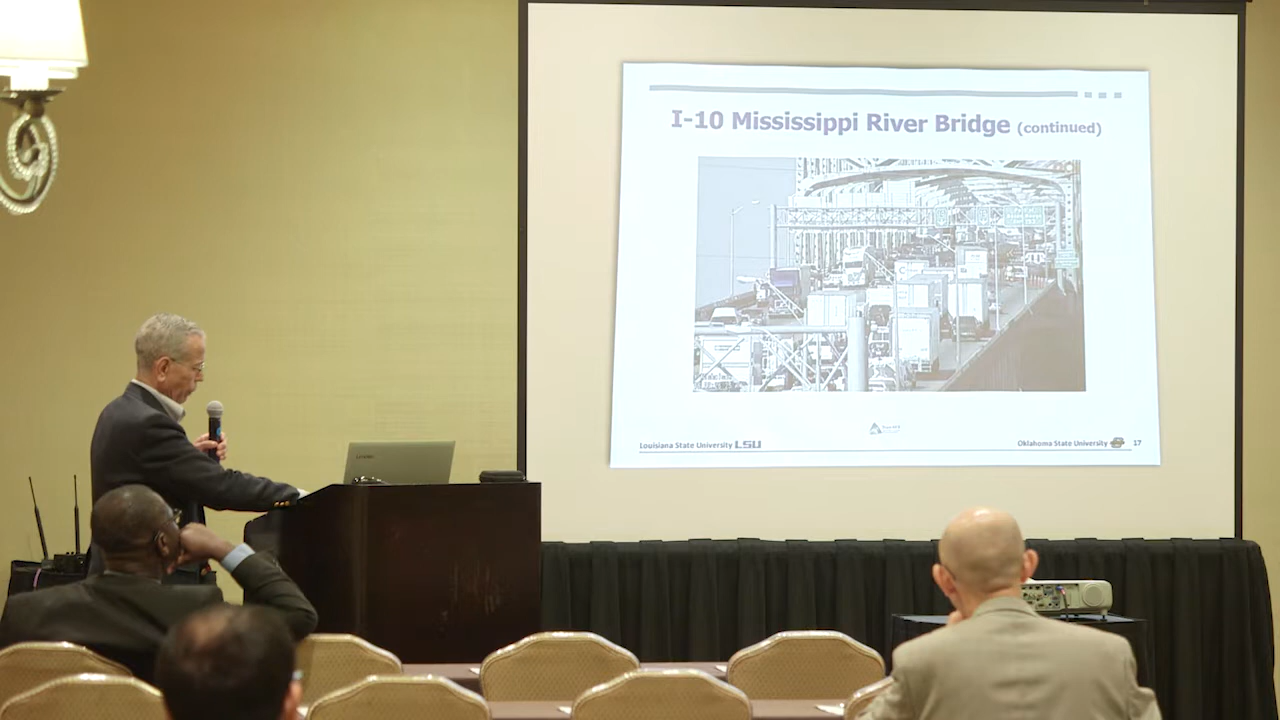 I-10 Mississippi River Bridge (continued)
Louisiana State University LSU
Oklahoma State University 17